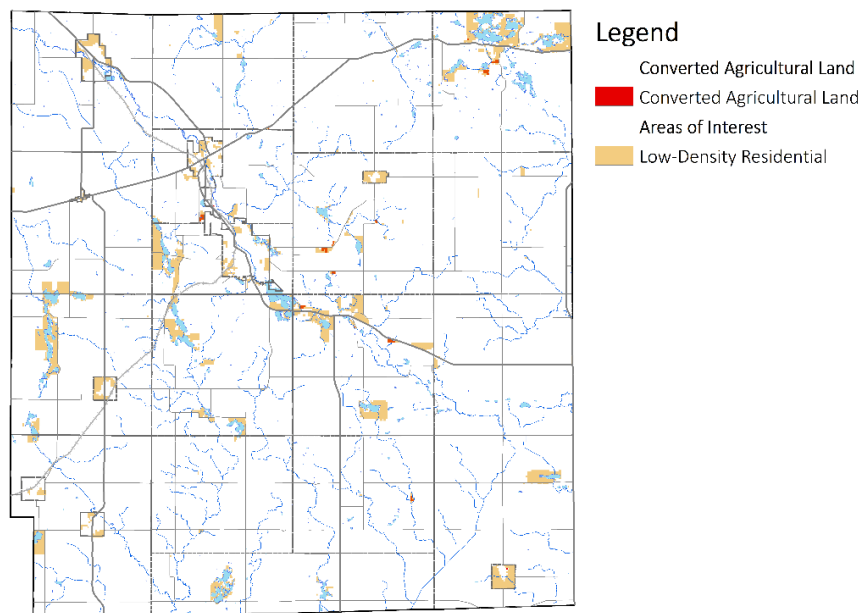 Legend
Converted Agricultural Land
Converted Agricultural Land
Areas of Interest
Low-Density Residential